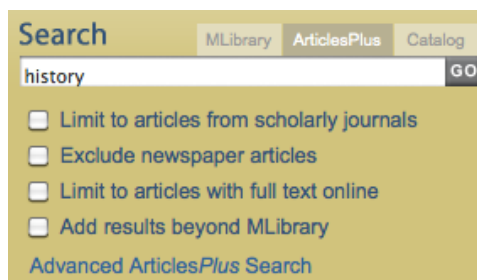 Search MLibrary ArticlesPlus Catalog
history GO
Limit to articles from scholarly journals
Exclude newspaper articles
Limit to articles with full text online
Add results beyond MLibrary
Advanced ArticlesPlus Search